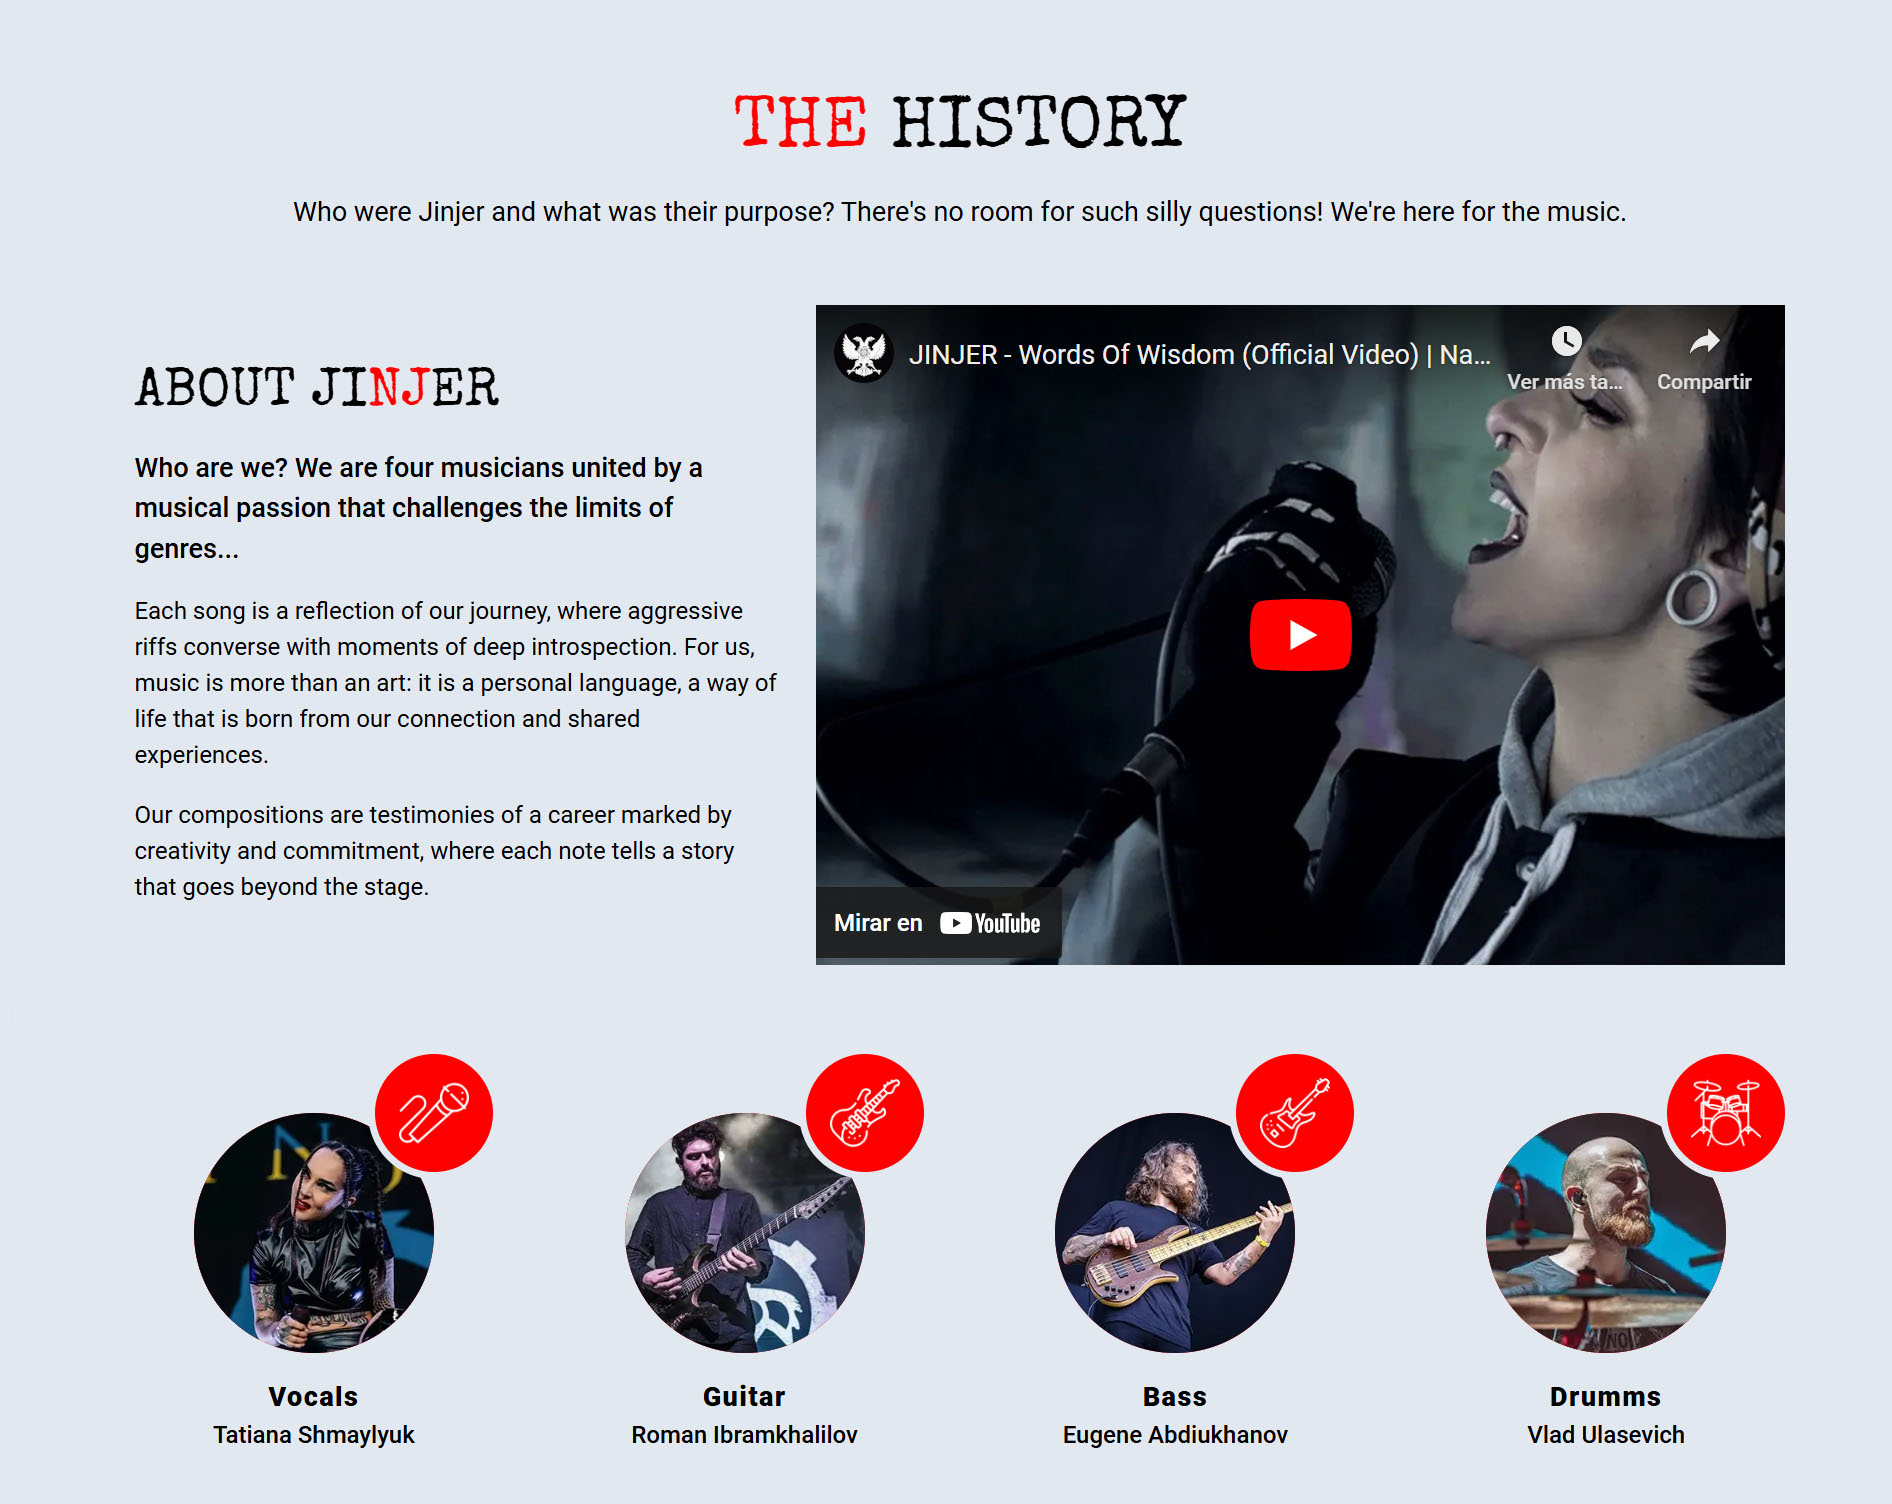 THE HISTORY
Who were Jinjer and what was their purpose? There's no room for such silly questions! We're here for the music.
ABOUT JINJER
Who are we? We are four musicians united by a
musical passion that challenges the limits of
genres...
Each song is a reflection of our journey, where aggressive
riffs converse with moments of deep introspection. For us,
music is more than an art: it is a personal language, a way of
life that is born from our connection and shared
experiences.
Our compositions are testimonies of a career marked by
creativity and commitment, where each note tells a story
that goes beyond the stage.
JINJER - Words Of Wisdom (Official Video) | Na...
Ver más ta...
Compartir
Mirar en YouTube
Vocals
Tatiana Shmaylyuk
Guitar
Roman Ibramkhalilov
Bass
Eugene Abdiukhanov
Drumms
Vlad Ulasevich